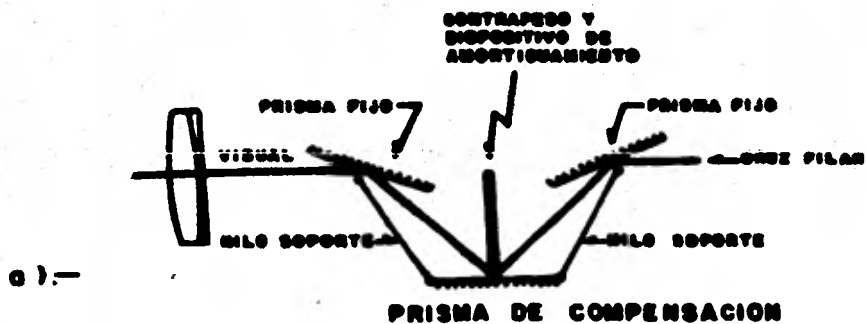 CONTRAPESO Y
DISPOSITIVO DE
AMORTIGUAMIENTO
PRISMA FIJO
PRISMA FIJO
VISUAL
CRUZ FILAR
HILO SOPORTE
HILO SOPORTE
a).—
PRISMA DE COMPENSACION